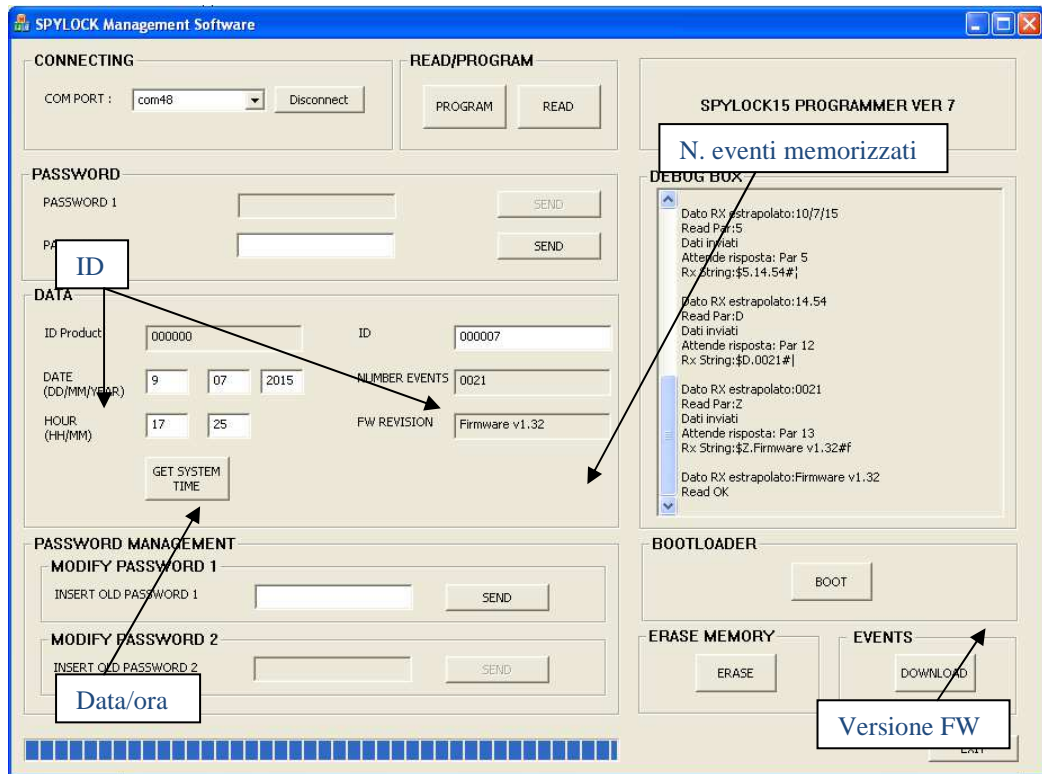 SPYLOCK Management Software
CONNECTING
COM PORT :
com48
Disconnect
READ/PROGRAM
PROGRAM
READ
SPYLOCK15 PROGRAMMER VER 7
N. eventi memorizzati
PASSWORD
PASSWORD 1
SEND
SEND
ID
DATA
ID Product
000000
ID
000007
DATE
(DD/MM/YEAR)
9
07
2015
NUMBER EVENTS
0021
HOUR
(HH/MM)
17
25
FW REVISION
Firmware v1.32
GET SYSTEM
TIME
DEBUG BOX
Dato RX estrapolato:10/7/15
Read Par:5
Dati inviati
Attende risposta: Par 5
Rx String:$5.14.54#¦
Dato RX estrapolato:14.54
Read Par:D
Dati inviati
Attende risposta: Par 12
Rx String:$D.0021#|
Dato RX estrapolato:0021
Read Par:Z
Dati inviati
Attende risposta: Par 13
Rx String:$Z.Firmware v1.32#f
Dato RX estrapolato:Firmware v1.32
Read OK
PASSWORD MANAGEMENT
MODIFY PASSWORD 1
INSERT OLD PASSWORD 1
SEND
MODIFY PASSWORD 2
INSERT OLD PASSWORD 2
SEND
Data/ora
BOOTLOADER
BOOT
ERASE MEMORY
ERASE
EVENTS
DOWNLOAD
Versione FW
EXIT